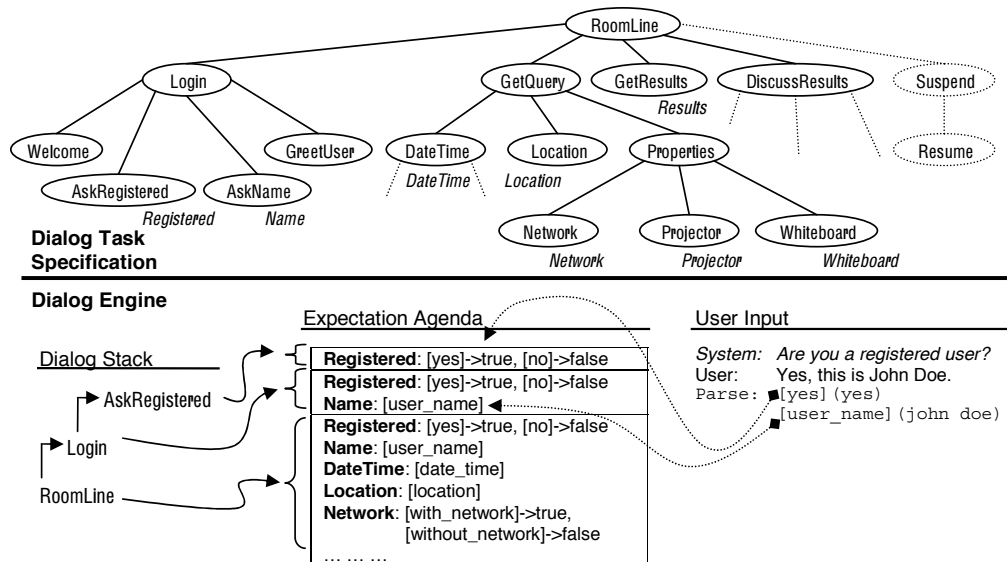 RoomLine
Login
GetQuery
GetResults
DiscussResults
Suspend
Results
Welcome
GreetUser
DateTime
Location
Properties
Resume
DateTime
Location
AskRegistered
AskName
Registered
Name
Network
Projector
Whiteboard
Network
Projector
Whiteboard
Dialog Task
Specification
Dialog Engine
Dialog Stack
AskRegistered
Login
RoomLine
Expectation Agenda
Registered: [yes]->true, [no]->false
Registered: [yes]->true, [no]->false
Name: [user_name]
Registered: [yes]->true, [no]->false
Name: [user_name]
DateTime: [date_time]
Location: [location]
Network: [with_network]->true,
[without_network]->false
... ... ...
User Input
System: Are you a registered user?
User: Yes, this is John Doe.
Parse: [yes](yes)
[user_name](john doe)